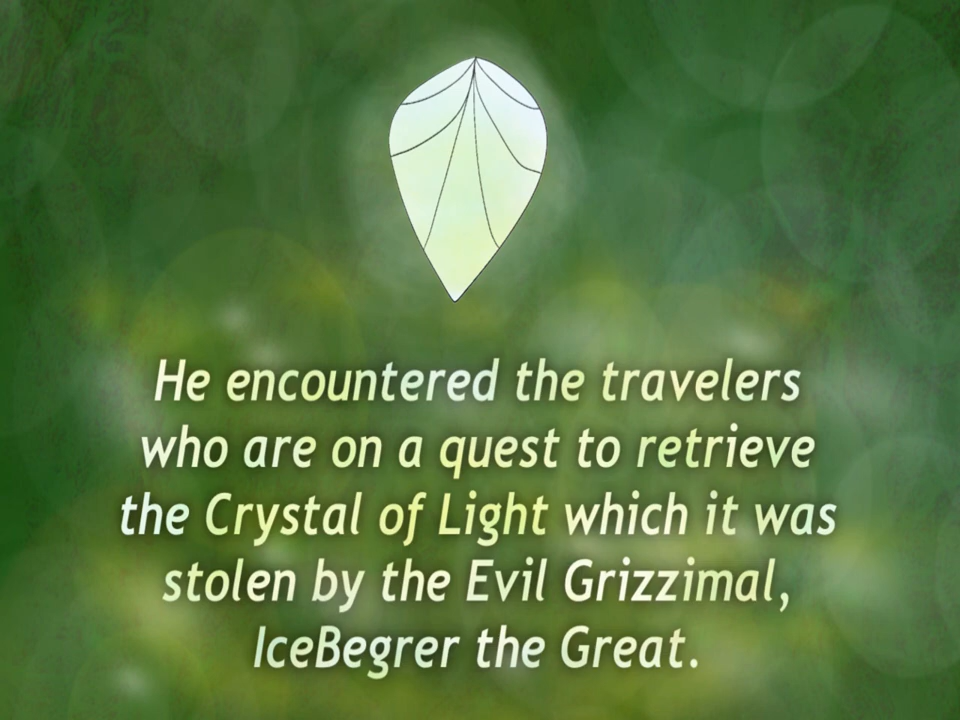 He encountered the travelers
who are on a quest to retrieve
the Crystal of Light which it was
stolen by the Evil Grizzimal,
IceBegrer the Great.